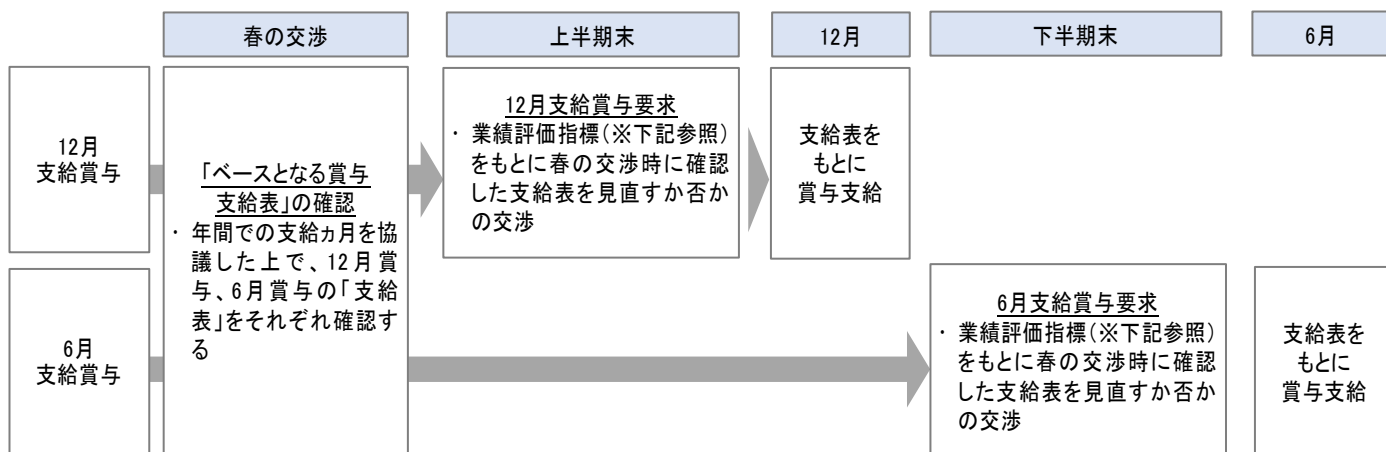 春の交渉
上半期末
12月
下半期末
6月
12月
支給賞与
「ベースとなる賞与
支給表」の確認
・ 年間での支給ヵ月を協
議した上で、12月賞
与、6月賞与の「支給
表」をそれぞれ確認す
る
12月支給賞与要求
・ 業績評価指標(※下記参照)
をもとに春の交渉時に確認
した支給表を見直すか否か
の交渉
支給表を
もとに
賞与支給
6月
支給賞与
6月支給賞与要求
・ 業績評価指標(※下記参照)
をもとに春の交渉時に確認
した支給表を見直すか否か
の交渉
支給表を
もとに
賞与支給